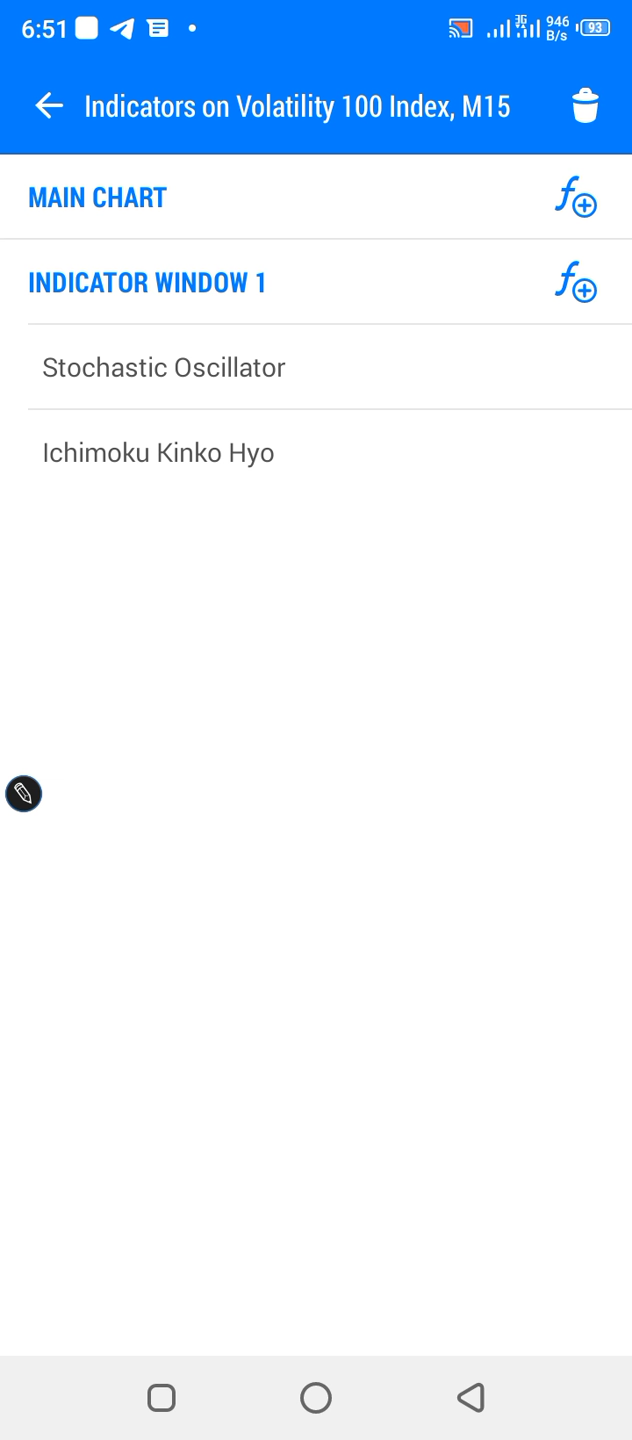 6:51 946 B/s 93
Indicators on Volatility 100 Index, M15
MAIN CHART
INDICATOR WINDOW 1
Stochastic Oscillator
Ichimoku Kinko Hyo